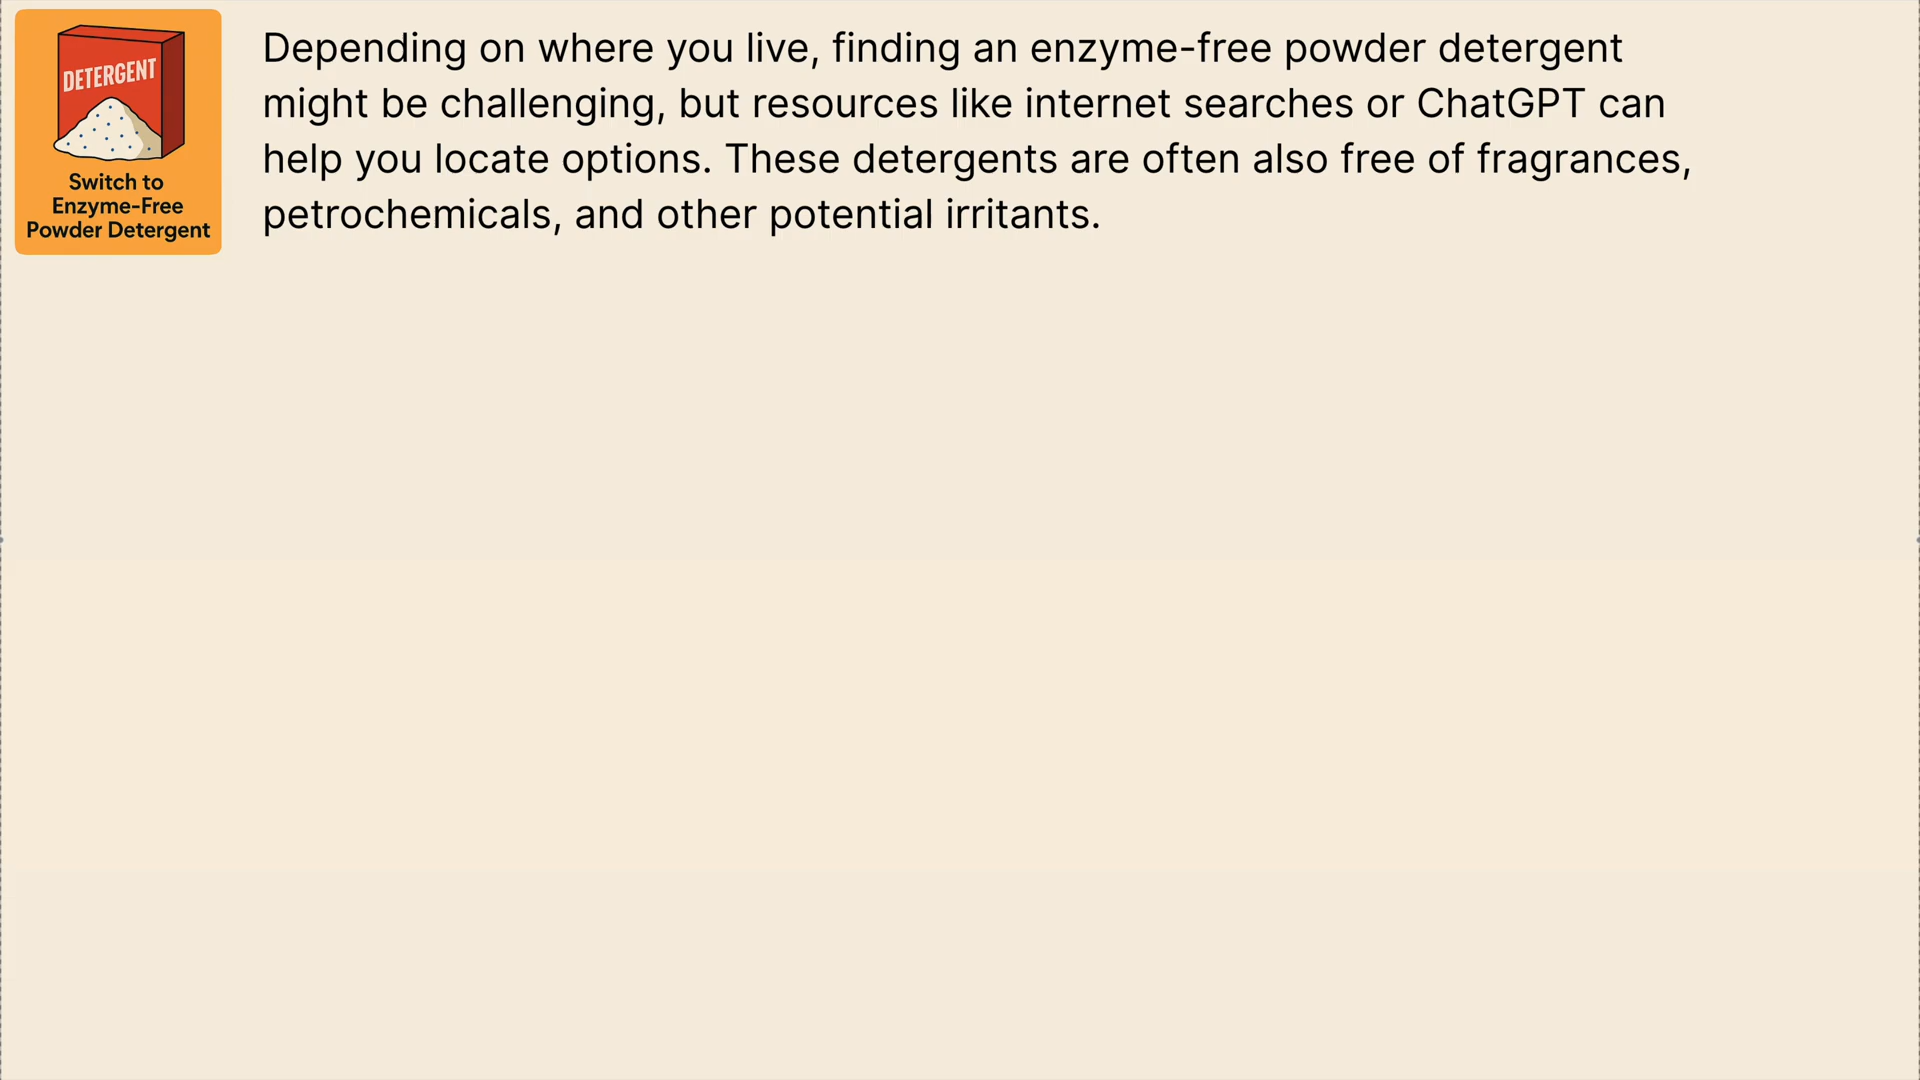 DETERGENT
Switch to
Enzyme-Free
Powder Detergent
Depending on where you live, finding an enzyme-free powder detergent
might be challenging, but resources like internet searches or ChatGPT can
help you locate options. These detergents are often also free of fragrances,
petrochemicals, and other potential irritants.